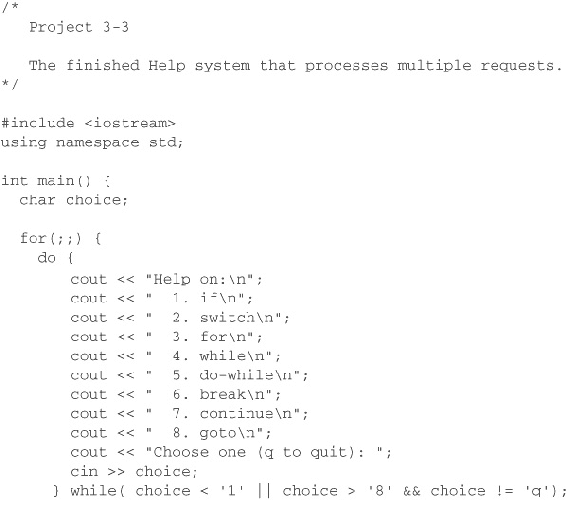 /*
   Project 3-3

   The finished Help system that processes multiple requests.
*/

#include <iostream>
using namespace std;

int main() {
  char choice;

  for(;;) {
    do {
      cout << "Help on:\n";
      cout << "  1. if\n";
      cout << "  2. switch\n";
      cout << "  3. for\n";
      cout << "  4. while\n";
      cout << "  5. do-while\n";
      cout << "  6. break\n";
      cout << "  7. continue\n";
      cout << "  8. goto\n";
      cout << "Choose one (q to quit): ";
      cin >> choice;
    } while( choice < '1' || choice > '8' && choice != 'q');